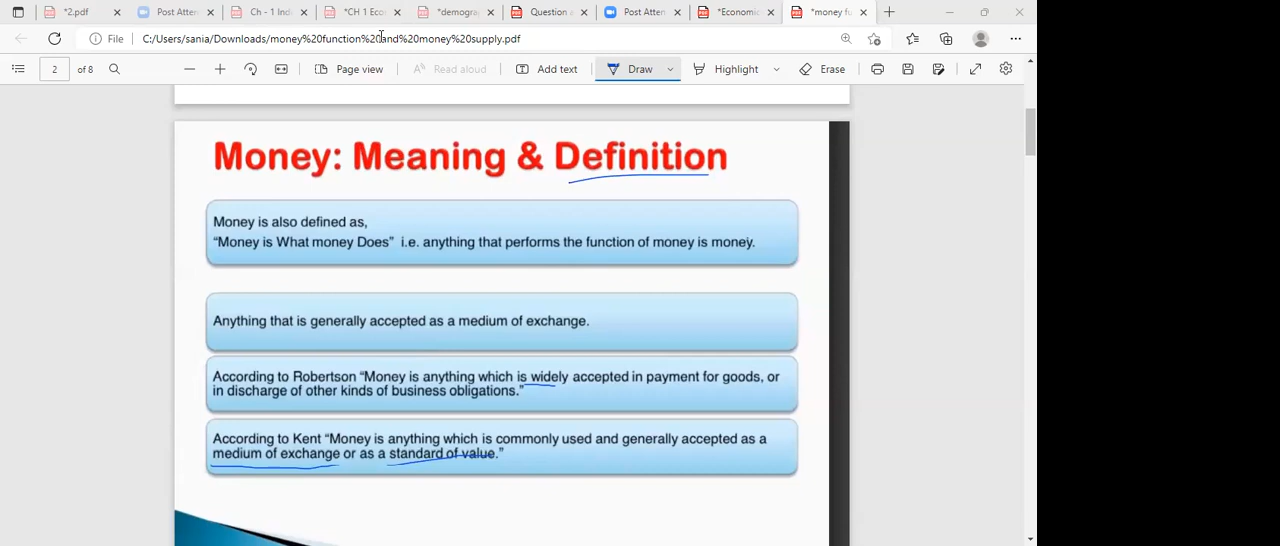 *2.pdf
Post Atten
Ch - 1 Ind
*CH 1 Eco
*demogra
Question
Post Atten
*Economic
*money fu
File
C:/Users/sania/Downloads/money%20function%20and%20money%20supply.pdf
2 of 8
Page view
Read aloud
Add text
Draw
Highlight
Erase
Money: Meaning & Definition
Money is also defined as,
“Money is What money Does” i.e. anything that performs the function of money is money.
Anything that is generally accepted as a medium of exchange.
According to Robertson “Money is anything which is widely accepted in payment for goods, or
in discharge of other kinds of business obligations.”
According to Kent “Money is anything which is commonly used and generally accepted as a
medium of exchange or as a standard of value.”